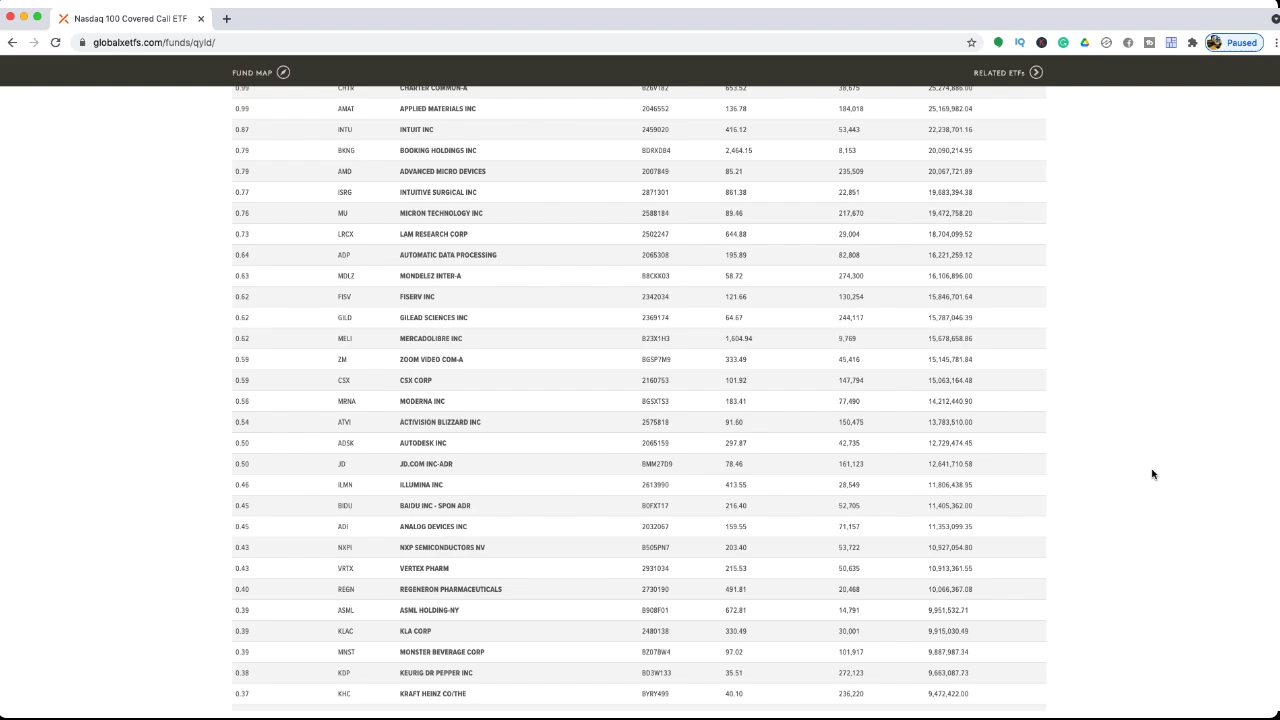 Nasdaq 100 Covered Call ETF
globalxetfs.com/funds/qyld/
Paused
FUND MAP
RELATED ETFs
0.99 CHTR CHARTER COMMUN-A BZ6V182 653.52 38,675 25,274,886.00
0.99 AMAT APPLIED MATERIALS INC 2046552 136.78 184,018 25,169,982.04
0.87 INTU INTUIT INC 2459020 416.12 53,443 22,238,701.16
0.79 BKNG BOOKING HOLDINGS INC BDRXDB4 2,464.15 8,153 20,090,214.95
0.79 AMD ADVANCED MICRO DEVICES 2007849 85.21 235,509 20,067,721.89
0.77 ISRG INTUITIVE SURGICAL INC 2871301 861.38 22,851 19,683,394.38
0.76 MU MICRON TECHNOLOGY INC 2588184 89.46 217,670 19,472,758.20
0.73 LRCX LAM RESEARCH CORP 2502247 644.88 29,004 18,704,099.52
0.64 ADP AUTOMATIC DATA PROCESSING 2065308 195.89 82,808 16,221,259.12
0.63 MDLZ MONDELEZ INTER-A B8CKK03 58.72 274,300 16,106,896.00
0.62 FISV FISERV INC 2342034 121.66 130,254 15,846,701.64
0.62 GILD GILEAD SCIENCES INC 2369174 64.67 244,117 15,787,046.39
0.62 MELI MERCADOLIBRE INC B23X1H3 1,604.94 9,769 15,678,658.86
0.59 ZM ZOOM VIDEO COM-A BGSP7M9 333.49 45,416 15,145,781.84
0.59 CSX CSX CORP 2160753 101.92 147,794 15,063,164.48
0.56 MRNA MODERNA INC BGSXTS3 183.41 77,490 14,212,440.90
0.54 ATVI ACTIVISION BLIZZARD INC 2575818 91.60 150,475 13,783,510.00
0.50 ADSK AUTODESK INC 2065159 297.87 42,735 12,729,474.45
0.50 JD JD.COM INC-ADR BMM27D9 78.46 161,123 12,641,710.58
0.46 ILMN ILLUMINA INC 2613990 413.55 28,549 11,806,438.95
0.45 BIDU BAIDU INC - SPON ADR B0FXT17 216.40 52,705 11,405,362.00
0.45 ADI ANALOG DEVICES INC 2032067 159.55 71,157 11,353,099.35
0.43 NXPI NXP SEMICONDUCTORS NV B505PN7 203.40 53,722 10,927,054.80
0.43 VRTX VERTEX PHARM 2931034 215.53 50,635 10,913,361.55
0.40 REGN REGENERON PHARMACEUTICALS 2730190 491.81 20,468 10,066,367.08
0.39 ASML ASML HOLDING-NY B908F01 672.81 14,791 9,951,532.71
0.39 KLAC KLA CORP 2480138 330.49 30,001 9,915,030.49
0.39 MNST MONSTER BEVERAGE CORP BZ07BW4 97.02 101,917 9,887,987.34
0.38 KDP KEURIG DR PEPPER INC BD3W133 35.51 272,123 9,663,087.73
0.37 KHC KRAFT HEINZ CO/THE BYRY499 40.10 236,220 9,472,422.00